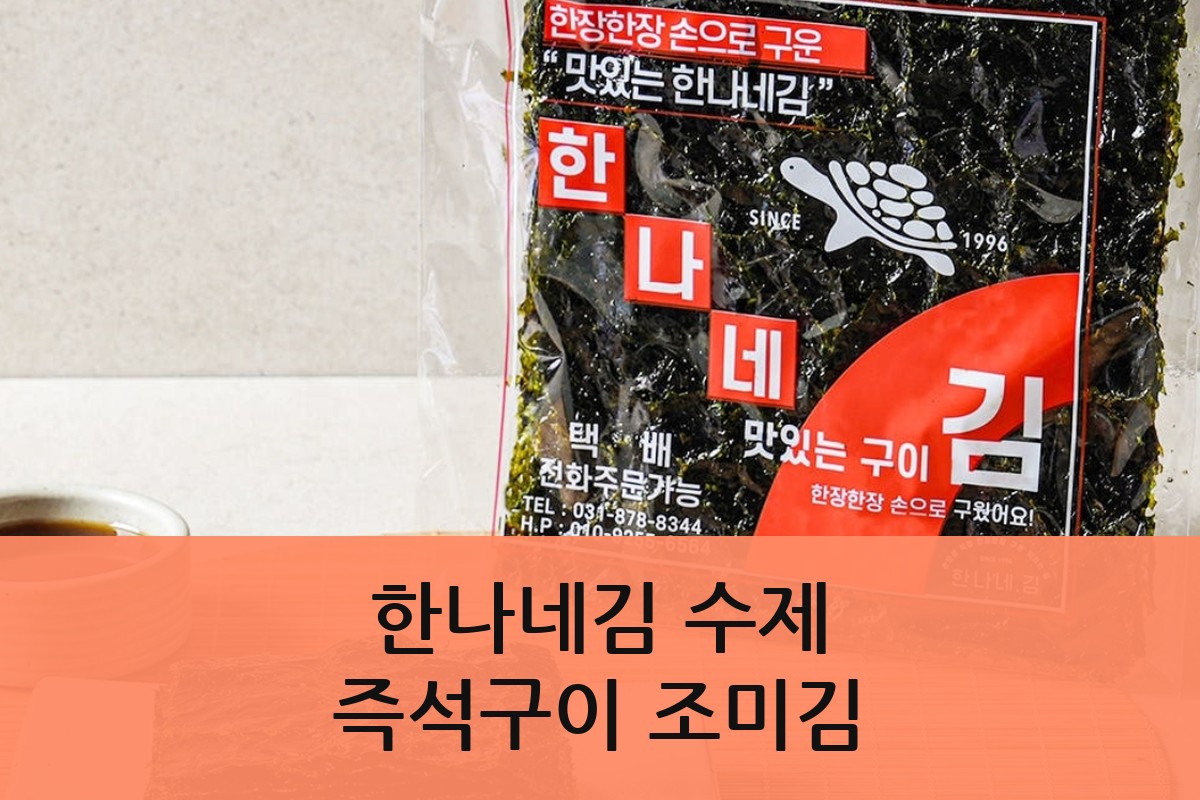 한장한장 손으로 구운
“맛있는 한나네김”
한
나
네
SINCE
1996
김
맛있는 구이
한장한장 손으로 구웠어요!
택 배
전화주문가능
TEL : 031-878-8344
H.P : 010-
한나네.김
한나네김 수제
즉석구이 조미김